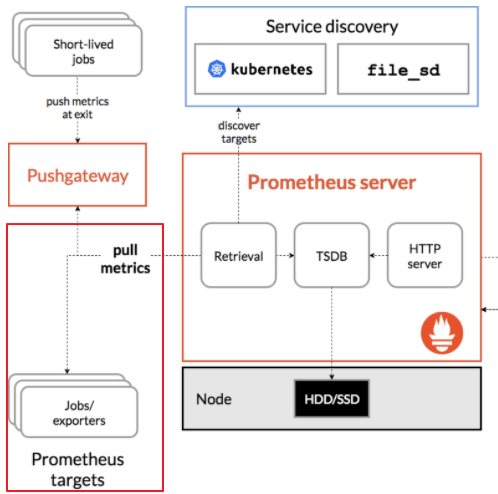 Short-lived
jobs
push metrics
at exit
Pushgateway
pull
metrics
Jobs/
exporters
Prometheus
targets
Service discovery
kubernetes
file_sd
discover
targets
Prometheus server
Retrieval
TSDB
HTTP
server
Node
HDD/SSD